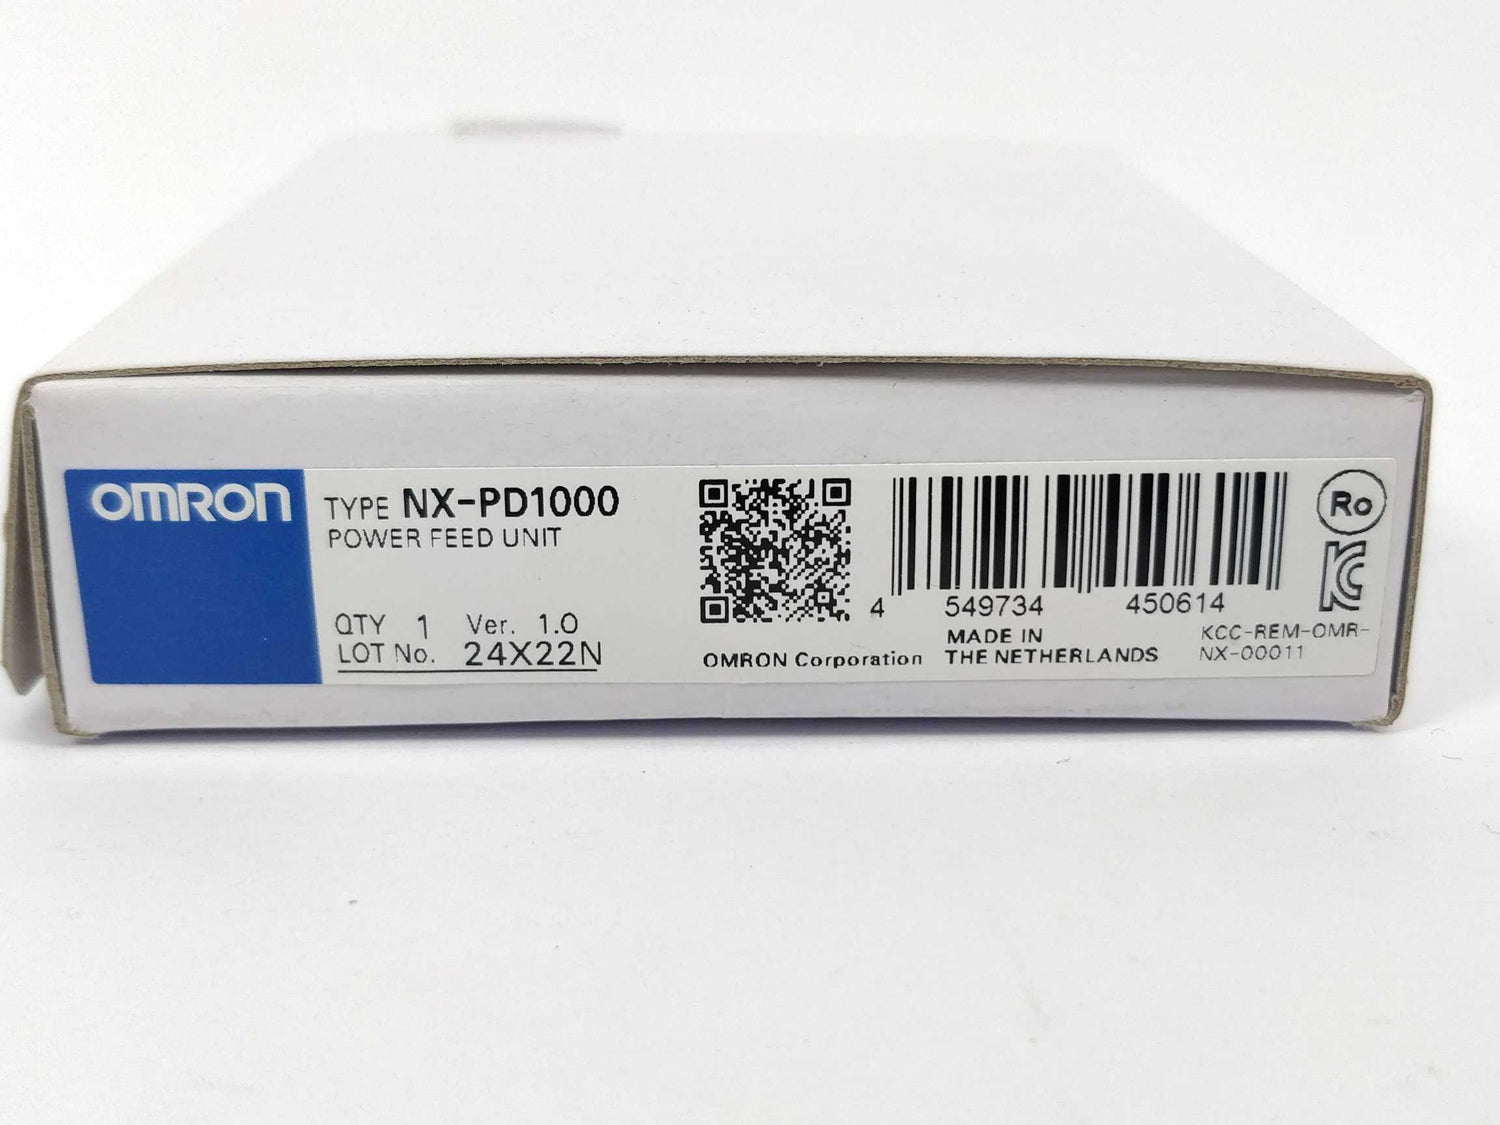 OMRON
TYPE NX-PD1000
POWER FEED UNIT
QTY 1 Ver. 1.0
LOT No. 24X22N
OMRON Corporation
4 549734 450614
MADE IN
THE NETHERLANDS
Ro
KC
KCC-REM-OMR-
NX-00011